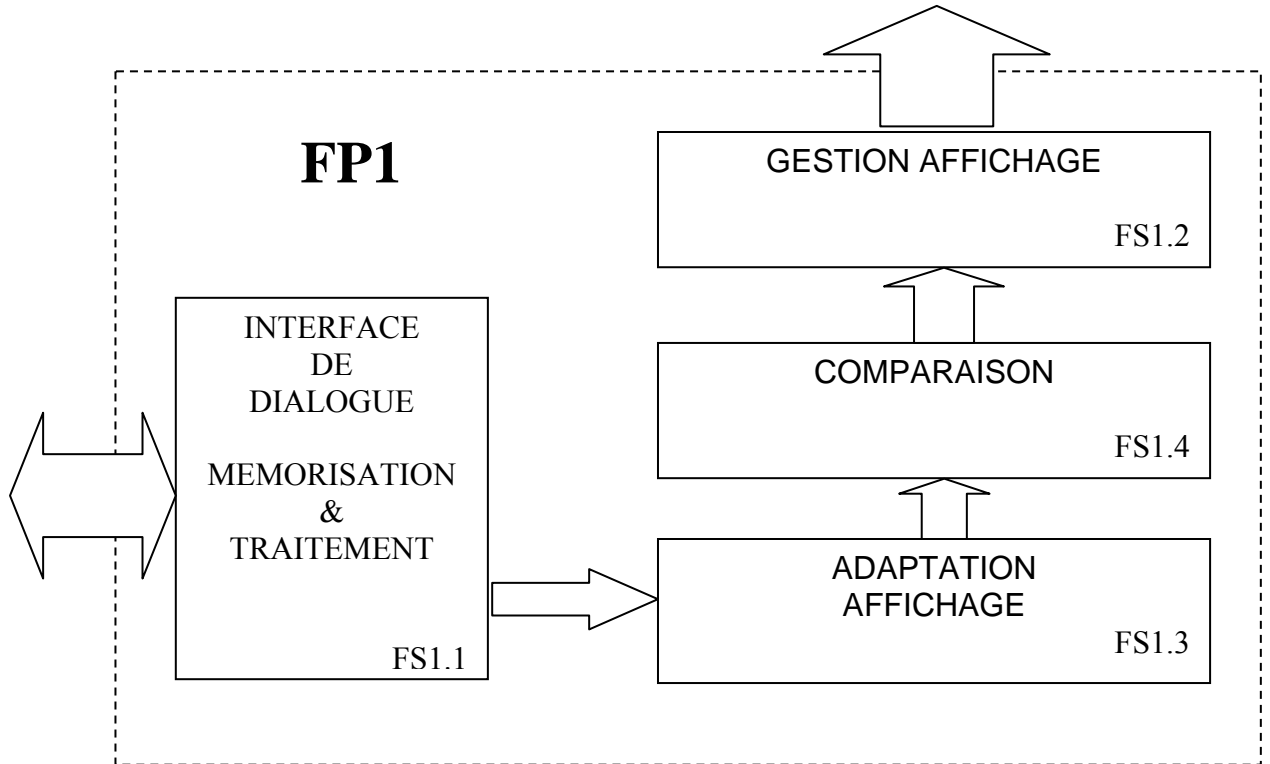 FP1
GESTION AFFICHAGE
FS1.2
INTERFACE
DE
DIALOGUE
MEMORISATION
&
TRAITEMENT
FS1.1
COMPARAISON
FS1.4
ADAPTATION
AFFICHAGE
FS1.3